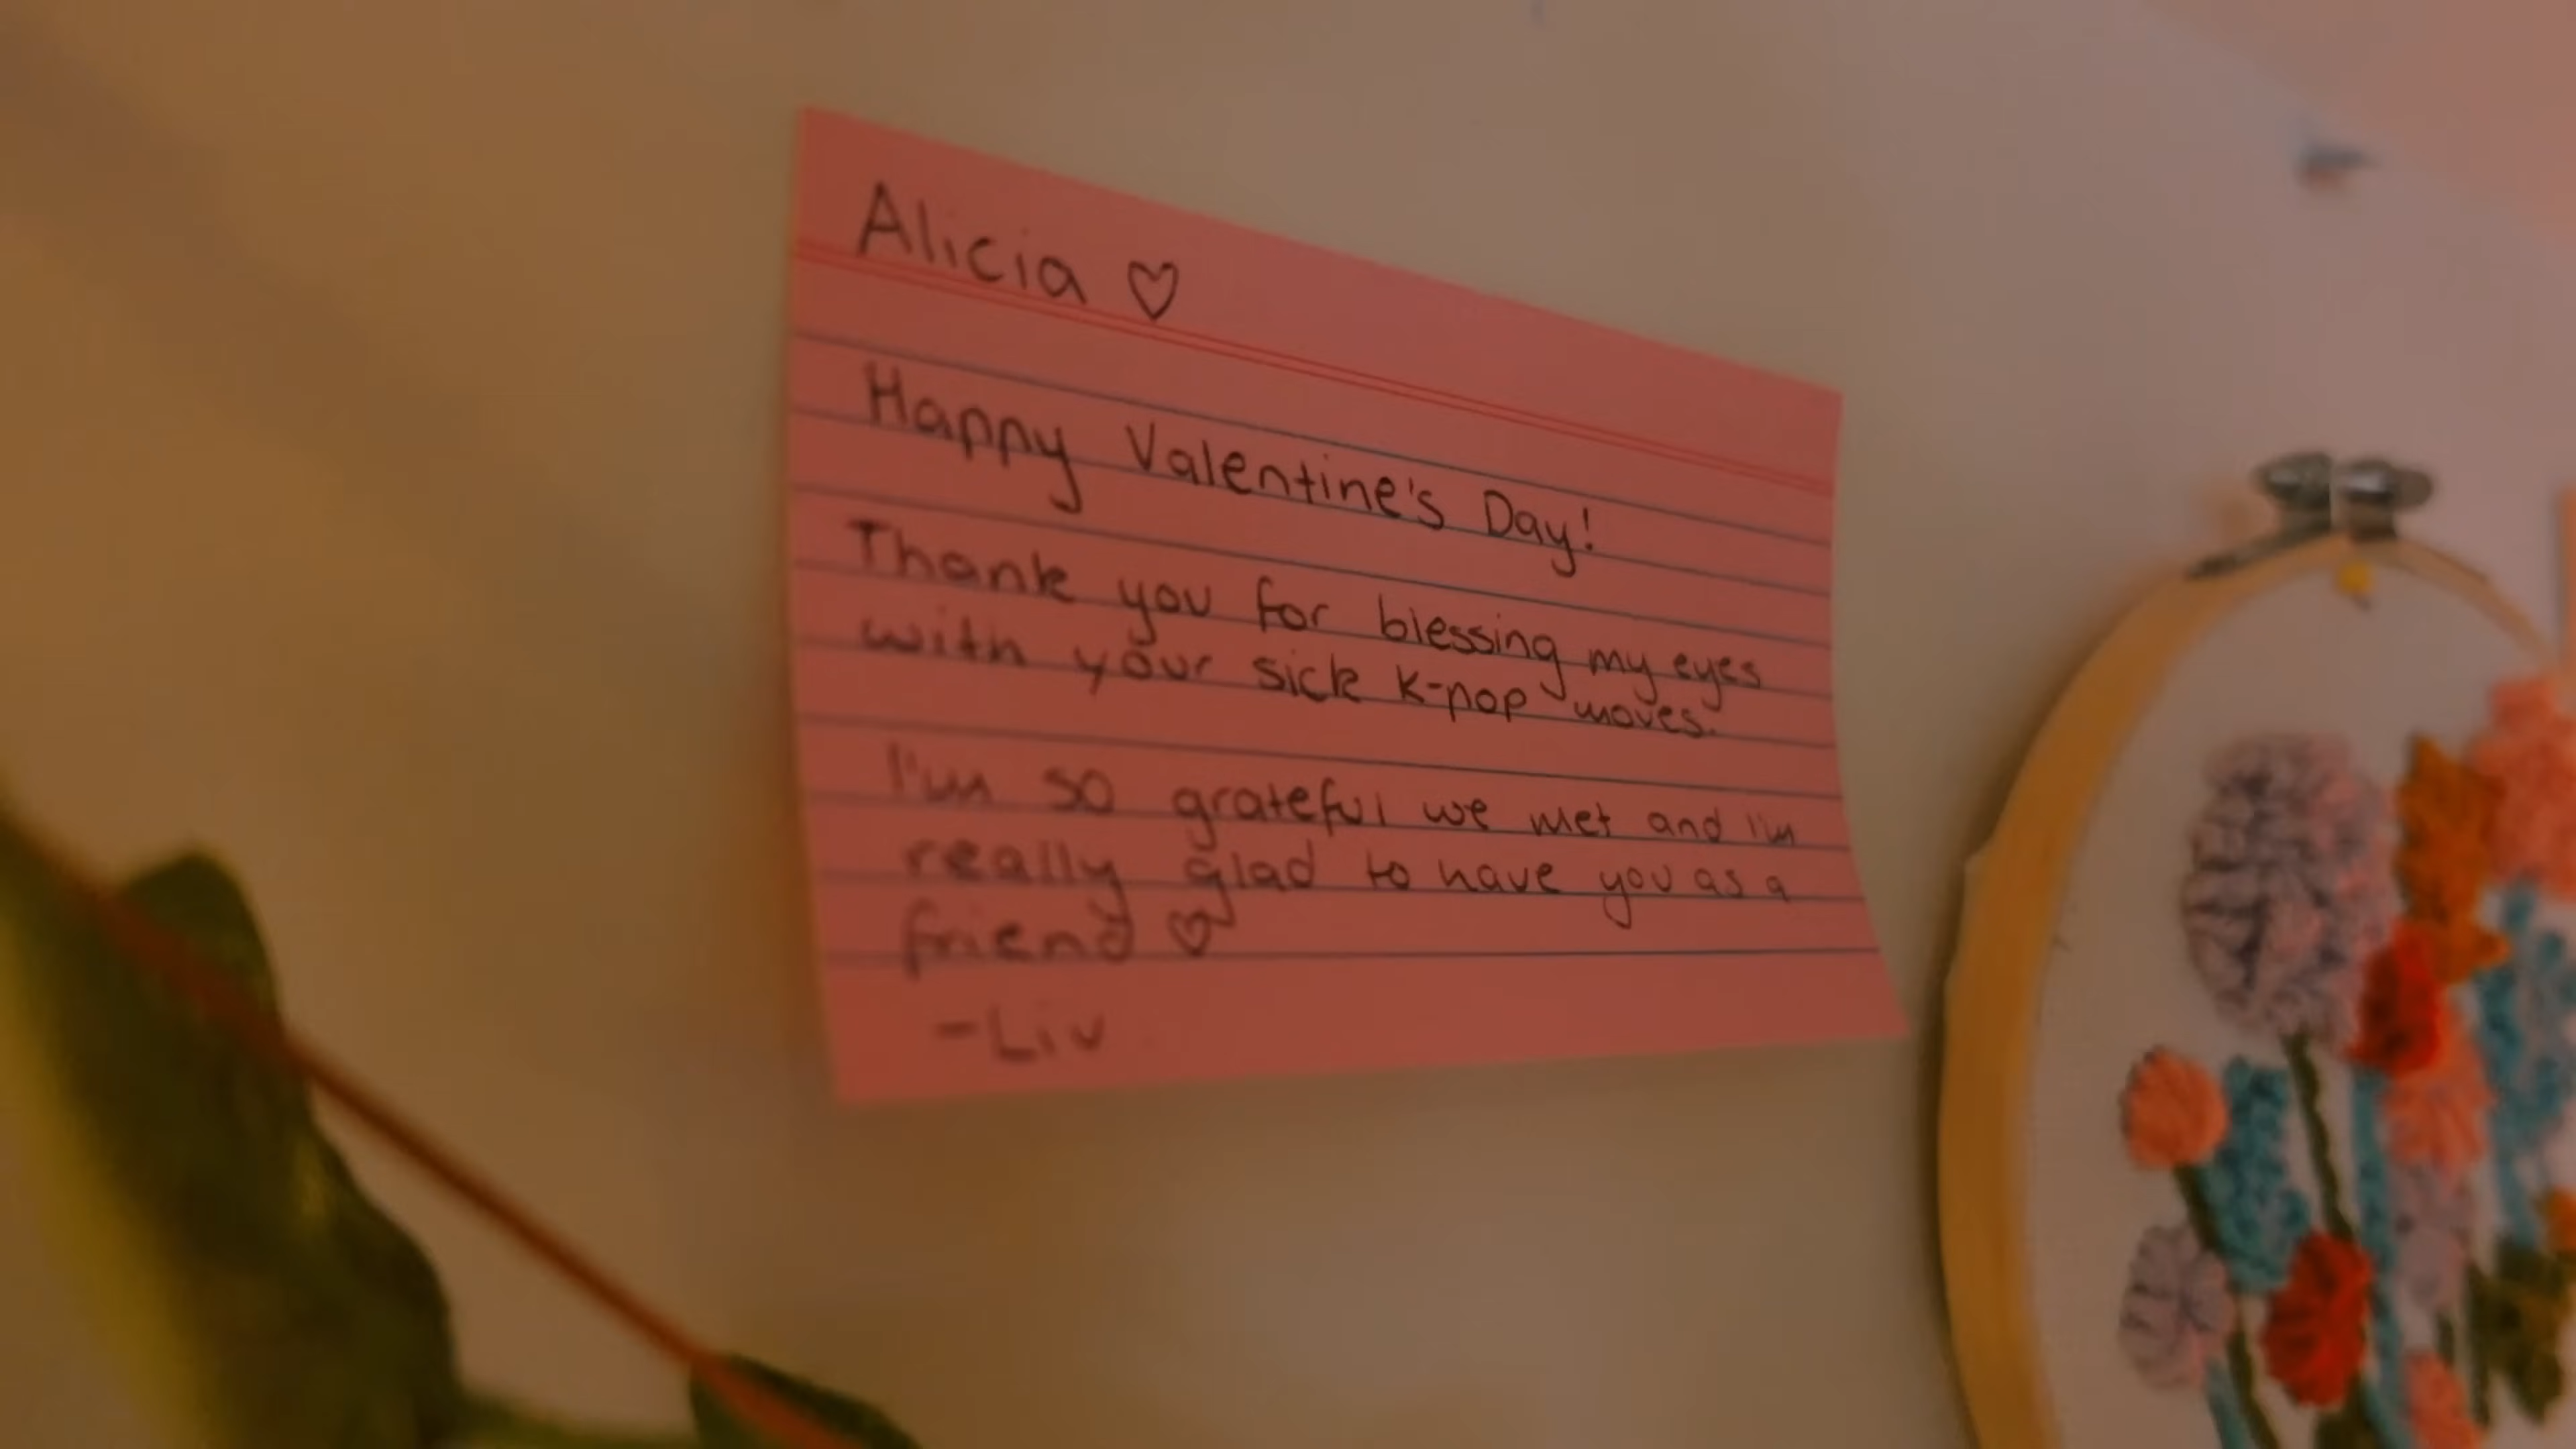 Alicia ♡
Happy Valentine's Day!
Thank you for blessing my eyes
with your sick K-pop moves.
I'm so grateful we met and I'm
really glad to have you as a
friend ♡
-Liv